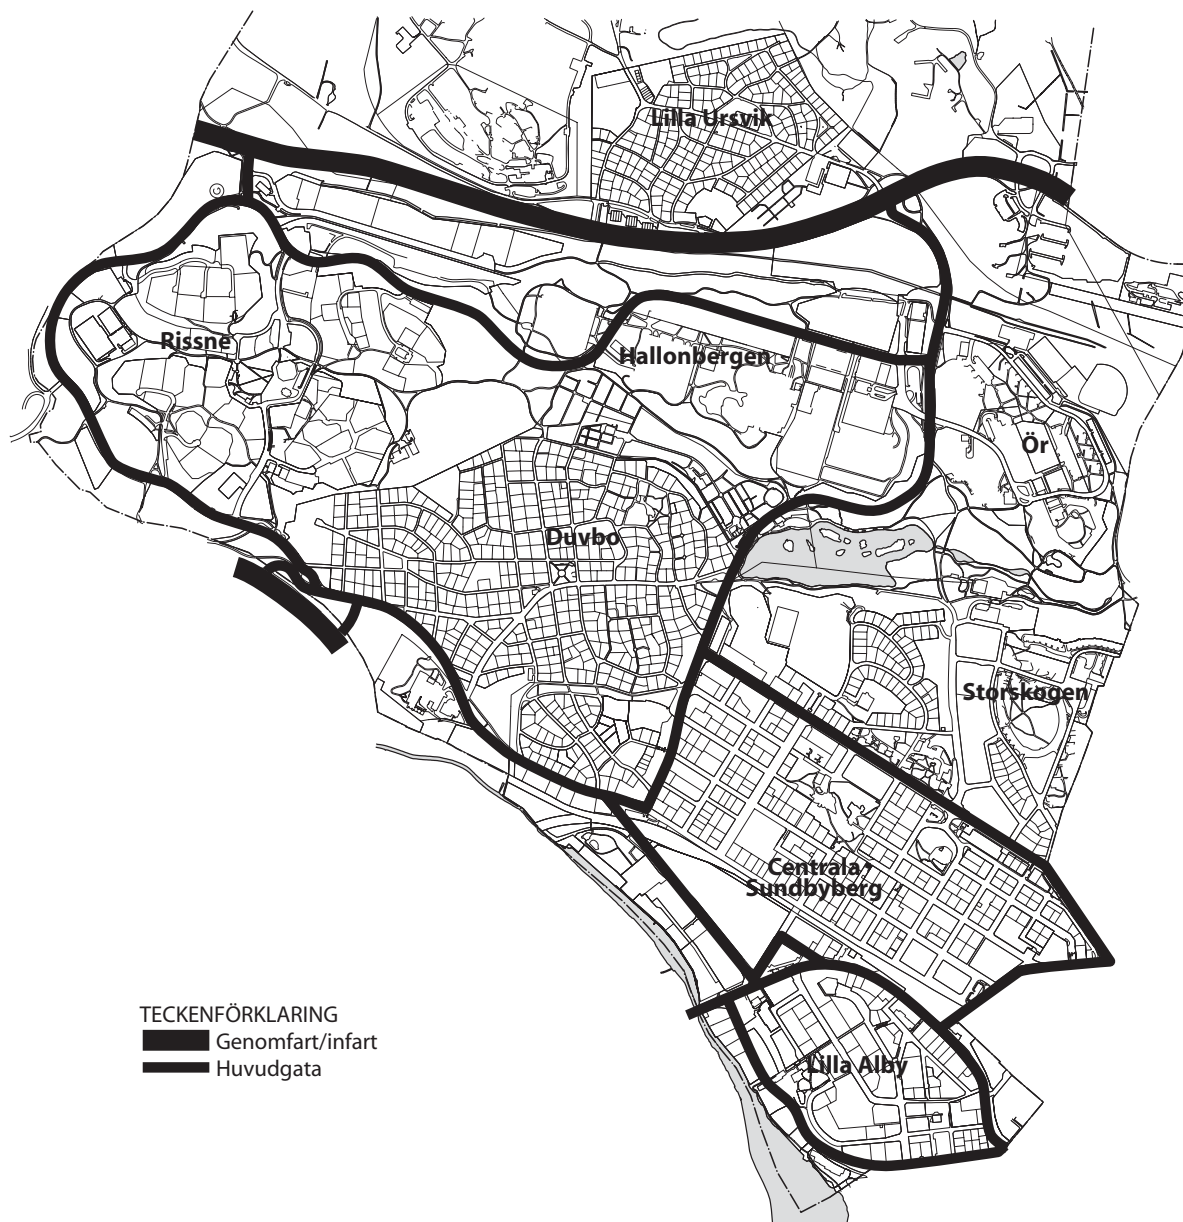 Lilla Ursvik
Rissne
Hallonbergen
Ör
Duvbo
Storskogen
Centrala
Sundbyberg
TECKENFÖRKLARING
Genomfart/infart
Huvudgata
Lilla Alby